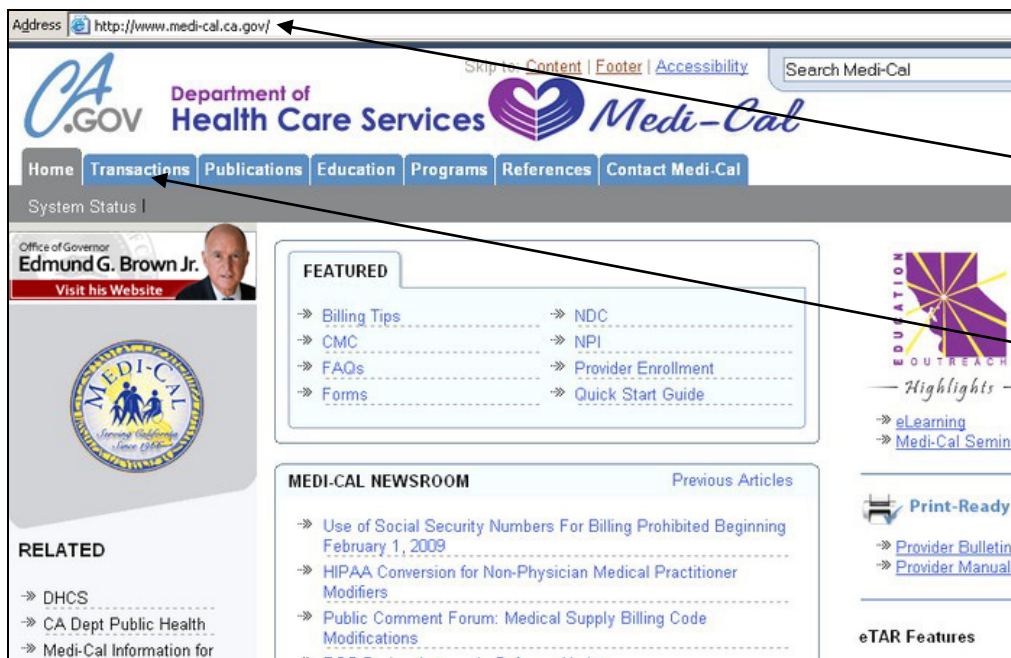 Address http://www.medi-cal.ca.gov/
Skip to: Content | Footer | Accessibility
Search Medi-Cal
CA
.GOV
Department of
Health Care Services
Medi-Cal
Home Transactions Publications Education Programs References Contact Medi-Cal
System Status
Office of Governor
Edmund G. Brown Jr.
Visit his Website
MEDI-CAL
Serving California
Since 1966
RELATED
DHCS
CA Dept Public Health
Medi-Cal Information for
FEATURED
Billing Tips
CMC
FAQs
Forms
NDC
NPI
Provider Enrollment
Quick Start Guide
MEDI-CAL NEWSROOM
Previous Articles
Use of Social Security Numbers For Billing Prohibited Beginning
February 1, 2009
HIPAA Conversion for Non-Physician Medical Practitioner
Modifiers
Public Comment Forum: Medical Supply Billing Code
Modifications
EDUCATION
OUTREACH
Highlights
eLearning
Medi-Cal Semin
Print-Ready
Provider Bulletin
Provider Manual
eTAR Features